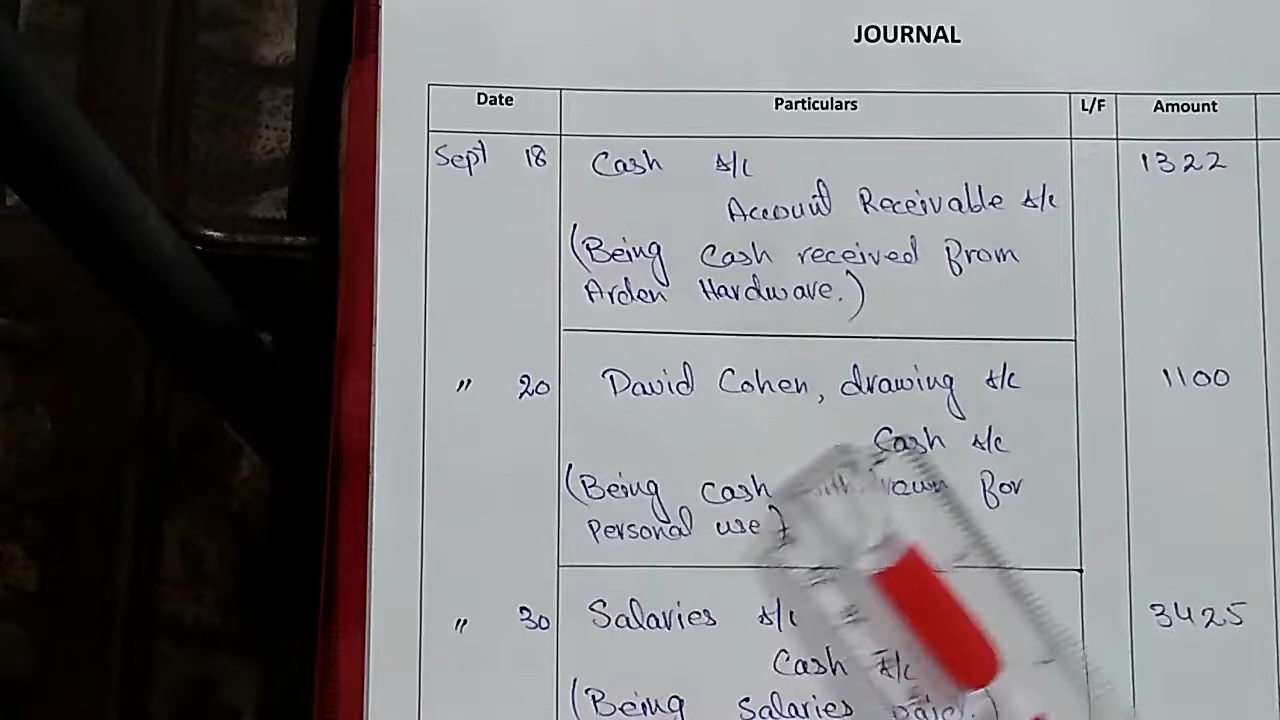 JOURNAL
Date Particulars L/F Amount
Sept 18 Cash A/c 1322
Account Receivable A/c
(Being Cash received from
Arden Hardware.)
" 20 David Cohen, drawing A/c 1100
Cash A/c
(Being Cash for
Personal use)
" 30 Salaries A/c 3425
Cash A/c
(Being Salaries paid.)